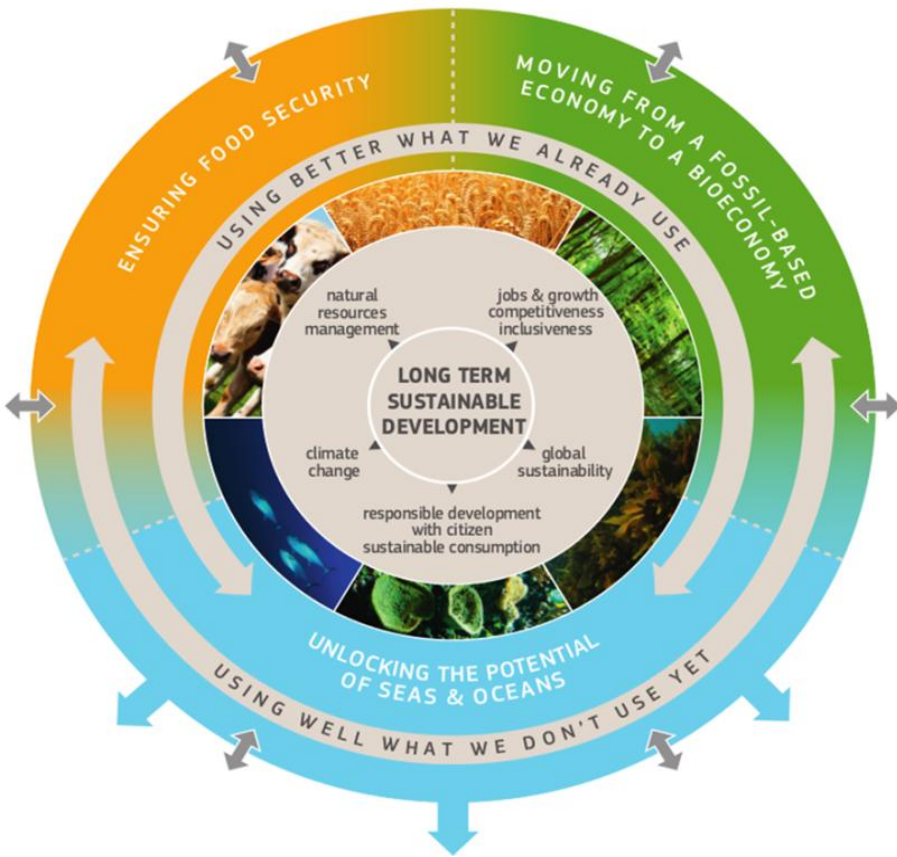 ENSURING FOOD SECURITY
MOVING FROM A FOSSIL-BASED
ECONOMY TO A BIOECONOMY
USING BETTER WHAT WE ALREADY USE
natural
resources
management
jobs & growth
competitiveness
inclusiveness
LONG TERM
SUSTAINABLE
DEVELOPMENT
climate
change
global
sustainability
responsible development
with citizen
sustainable consumption
UNLOCKING THE POTENTIAL
OF SEAS & OCEANS
USING WELL WHAT WE DON'T USE YET